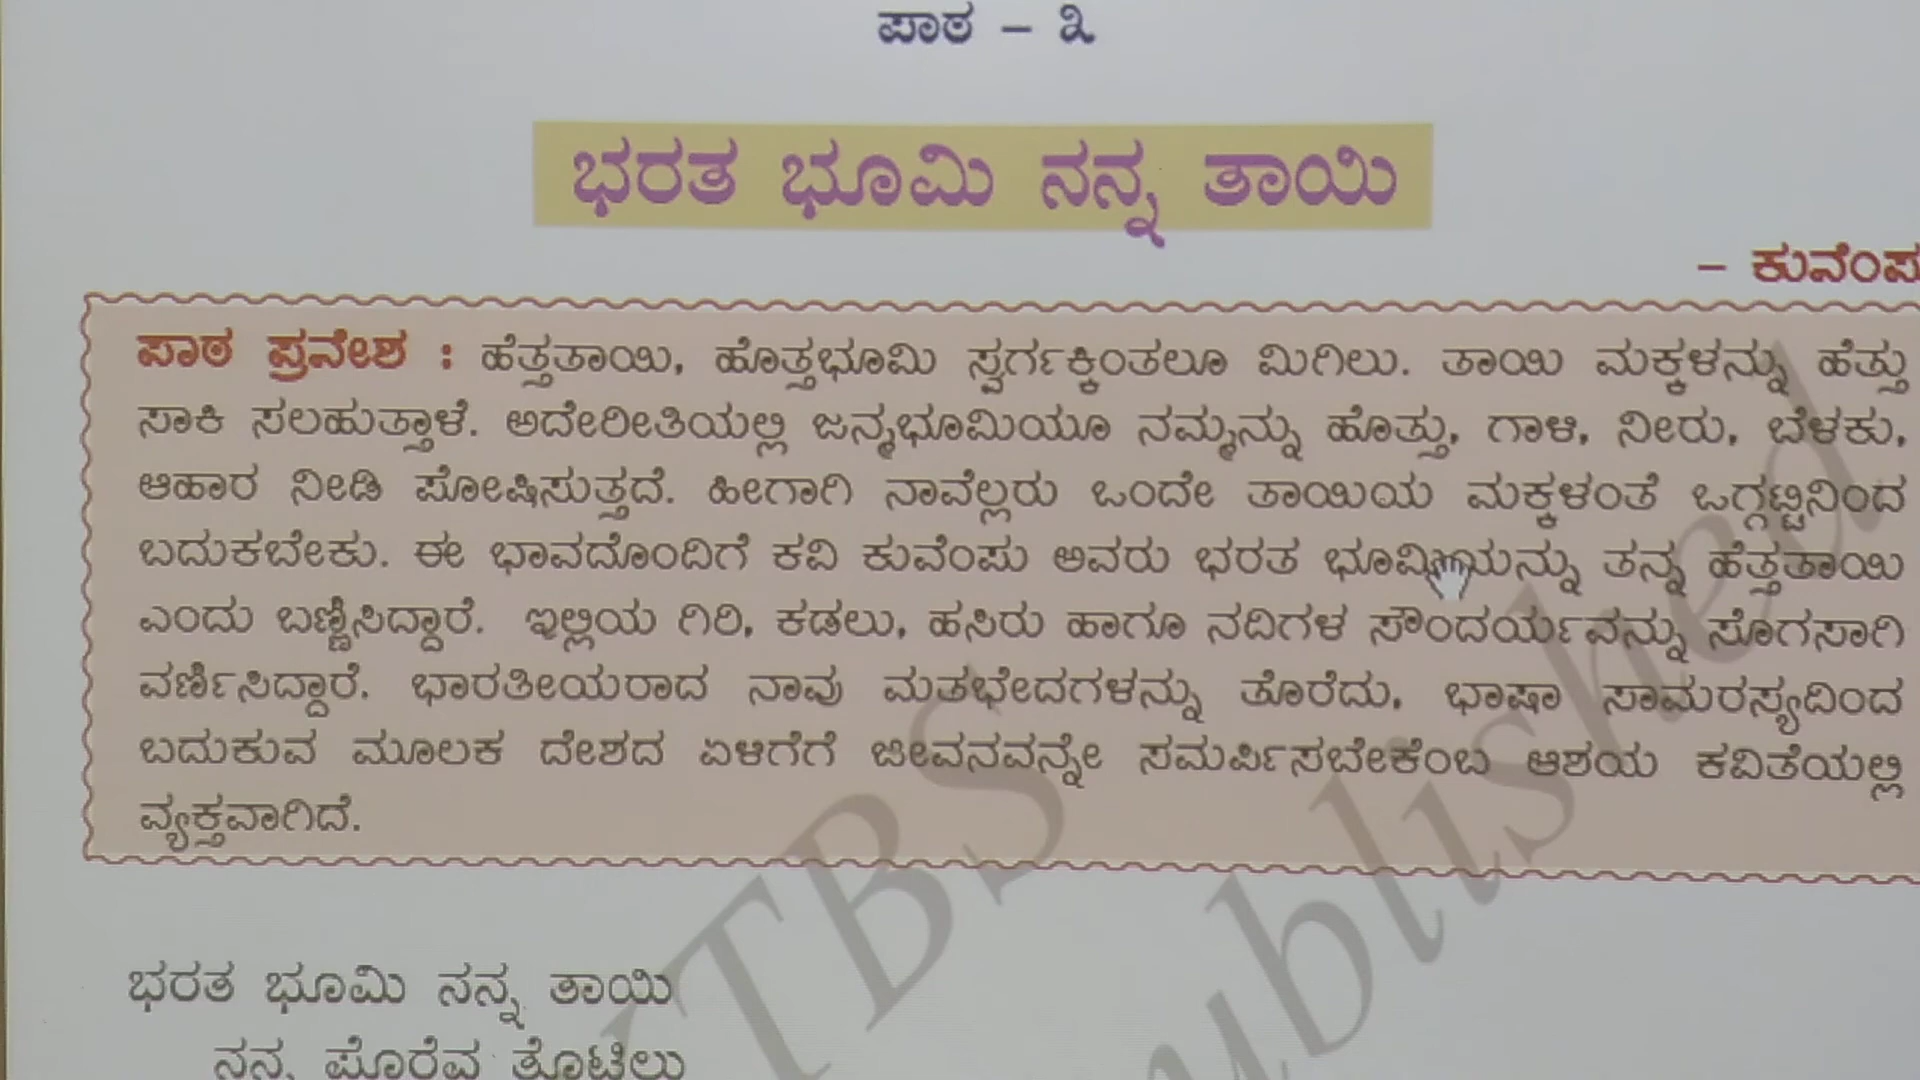 ಪಾಠ – ೩
ಭರತ ಭೂಮಿ ನನ್ನ ತಾಯಿ
– ಕುವೆಂಪು
ಪಾಠ ಪ್ರವೇಶ : ಹೆತ್ತತಾಯಿ, ಹೊತ್ತಭೂಮಿ ಸ್ವರ್ಗಕ್ಕಿಂತಲೂ ಮಿಗಿಲು. ತಾಯಿ ಮಕ್ಕಳನ್ನು ಹೆತ್ತು
ಸಾಕಿ ಸಲಹುತ್ತಾಳೆ. ಅದೇರೀತಿಯಲ್ಲಿ ಜನ್ಮಭೂಮಿಯೂ ನಮ್ಮನ್ನು ಹೊತ್ತು, ಗಾಳಿ, ನೀರು, ಬೆಳಕು,
ಆಹಾರ ನೀಡಿ ಪೋಷಿಸುತ್ತದೆ. ಹೀಗಾಗಿ ನಾವೆಲ್ಲರು ಒಂದೇ ತಾಯಿಯ ಮಕ್ಕಳಂತೆ ಒಗ್ಗಟ್ಟಿನಿಂದ
ಬದುಕಬೇಕು. ಈ ಭಾವದೊಂದಿಗೆ ಕವಿ ಕುವೆಂಪು ಅವರು ಭರತ ಭೂಮಿಯನ್ನು ತನ್ನ ಹೆತ್ತತಾಯಿ
ಎಂದು ಬಣ್ಣಿಸಿದ್ದಾರೆ. ಇಲ್ಲಿಯ ಗಿರಿ, ಕಡಲು, ಹಸಿರು ಹಾಗೂ ನದಿಗಳ ಸೌಂದರ್ಯವನ್ನು ಸೊಗಸಾಗಿ
ವರ್ಣಿಸಿದ್ದಾರೆ. ಭಾರತೀಯರಾದ ನಾವು ಮತಭೇದಗಳನ್ನು ತೊರೆದು, ಭಾಷಾ ಸಾಮರಸ್ಯದಿಂದ
ಬದುಕುವ ಮೂಲಕ ದೇಶದ ಏಳಿಗೆಗೆ ಜೀವನವನ್ನೇ ಸಮರ್ಪಿಸಬೇಕೆಂಬ ಆಶಯ ಕವಿತೆಯಲ್ಲಿ
ವ್ಯಕ್ತವಾಗಿದೆ.
ಭರತ ಭೂಮಿ ನನ್ನ ತಾಯಿ
ನನ್ನ ಪೊರೆವ ತೊಟ್ಟಿಲು
KTBS
ublished